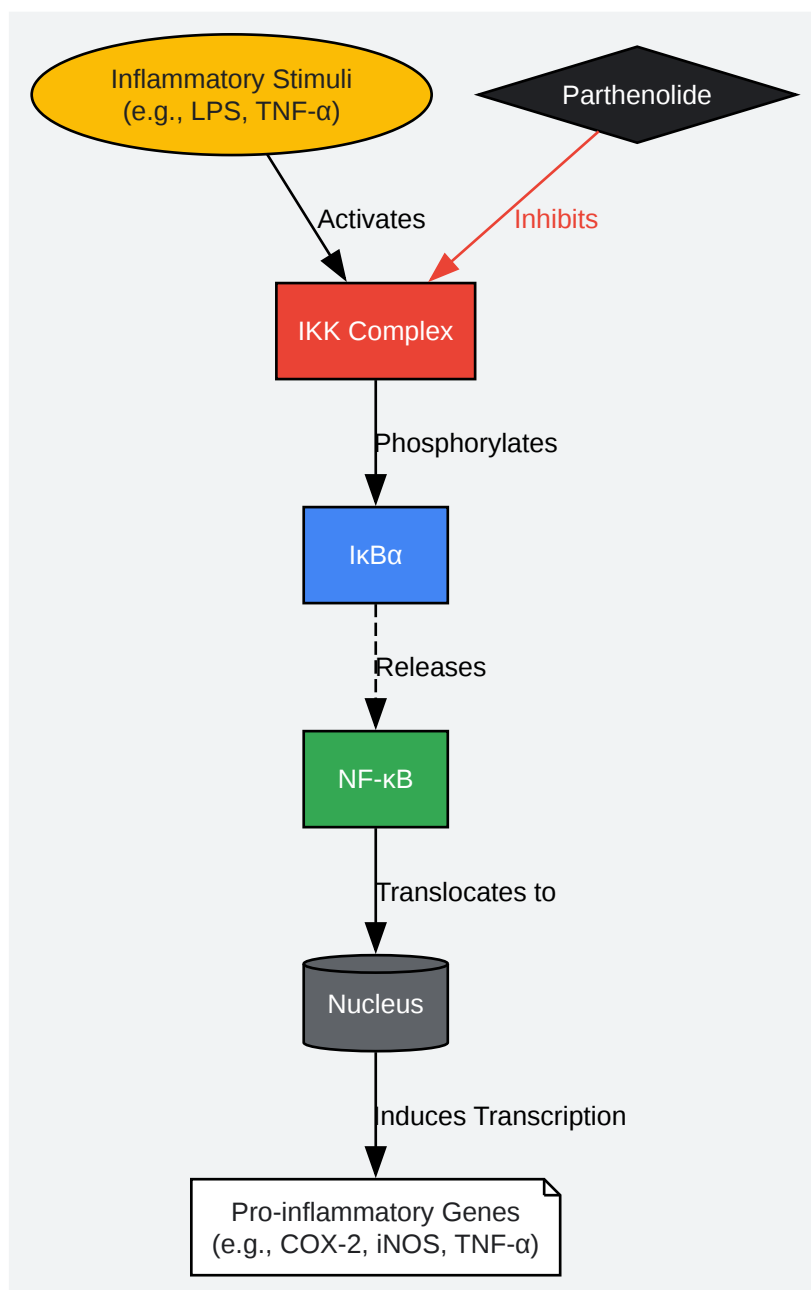 Inflammatory Stimuli
(e.g., LPS, TNF-α)
Parthenolide
Activates
Inhibits
IKK Complex
Phosphorylates
IκBα
Releases
NF-κB
Translocates to
Nucleus
Induces Transcription
Pro-inflammatory Genes
(e.g., COX-2, iNOS, TNF-α)